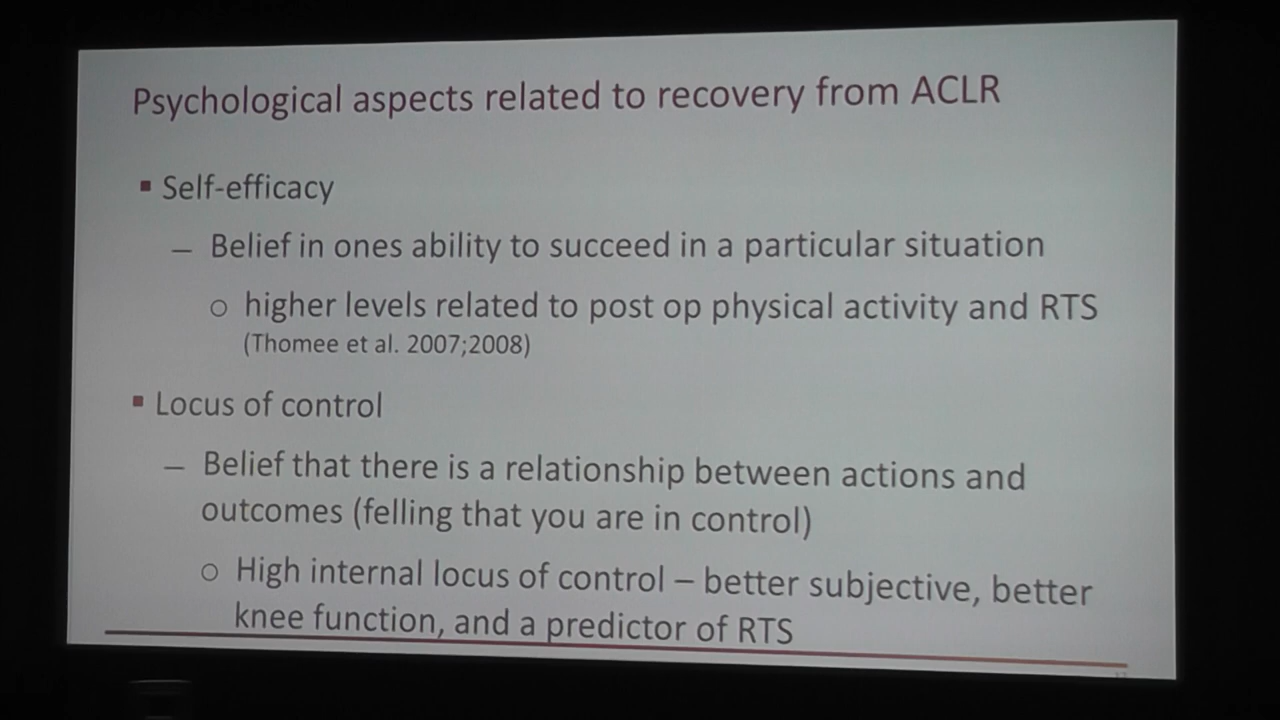 Psychological aspects related to recovery from ACLR
▪ Self-efficacy
– Belief in ones ability to succeed in a particular situation
○ higher levels related to post op physical activity and RTS
(Thomee et al. 2007;2008)
▪ Locus of control
– Belief that there is a relationship between actions and
outcomes (felling that you are in control)
○ High internal locus of control – better subjective, better
knee function, and a predictor of RTS